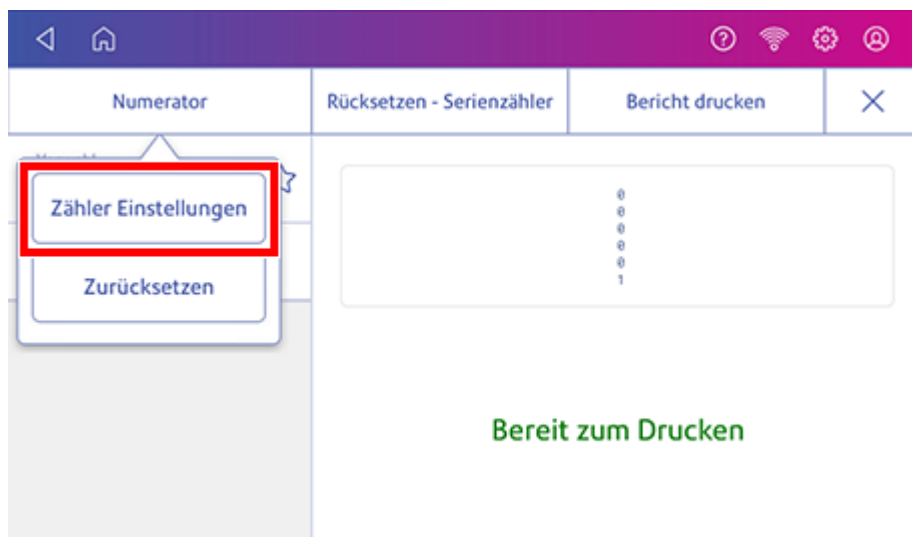 Numerator
Rücksetzen - Serienzähler
Bericht drucken
Zähler Einstellungen
Zurücksetzen
0
0
0
0
0
1
Bereit zum Drucken